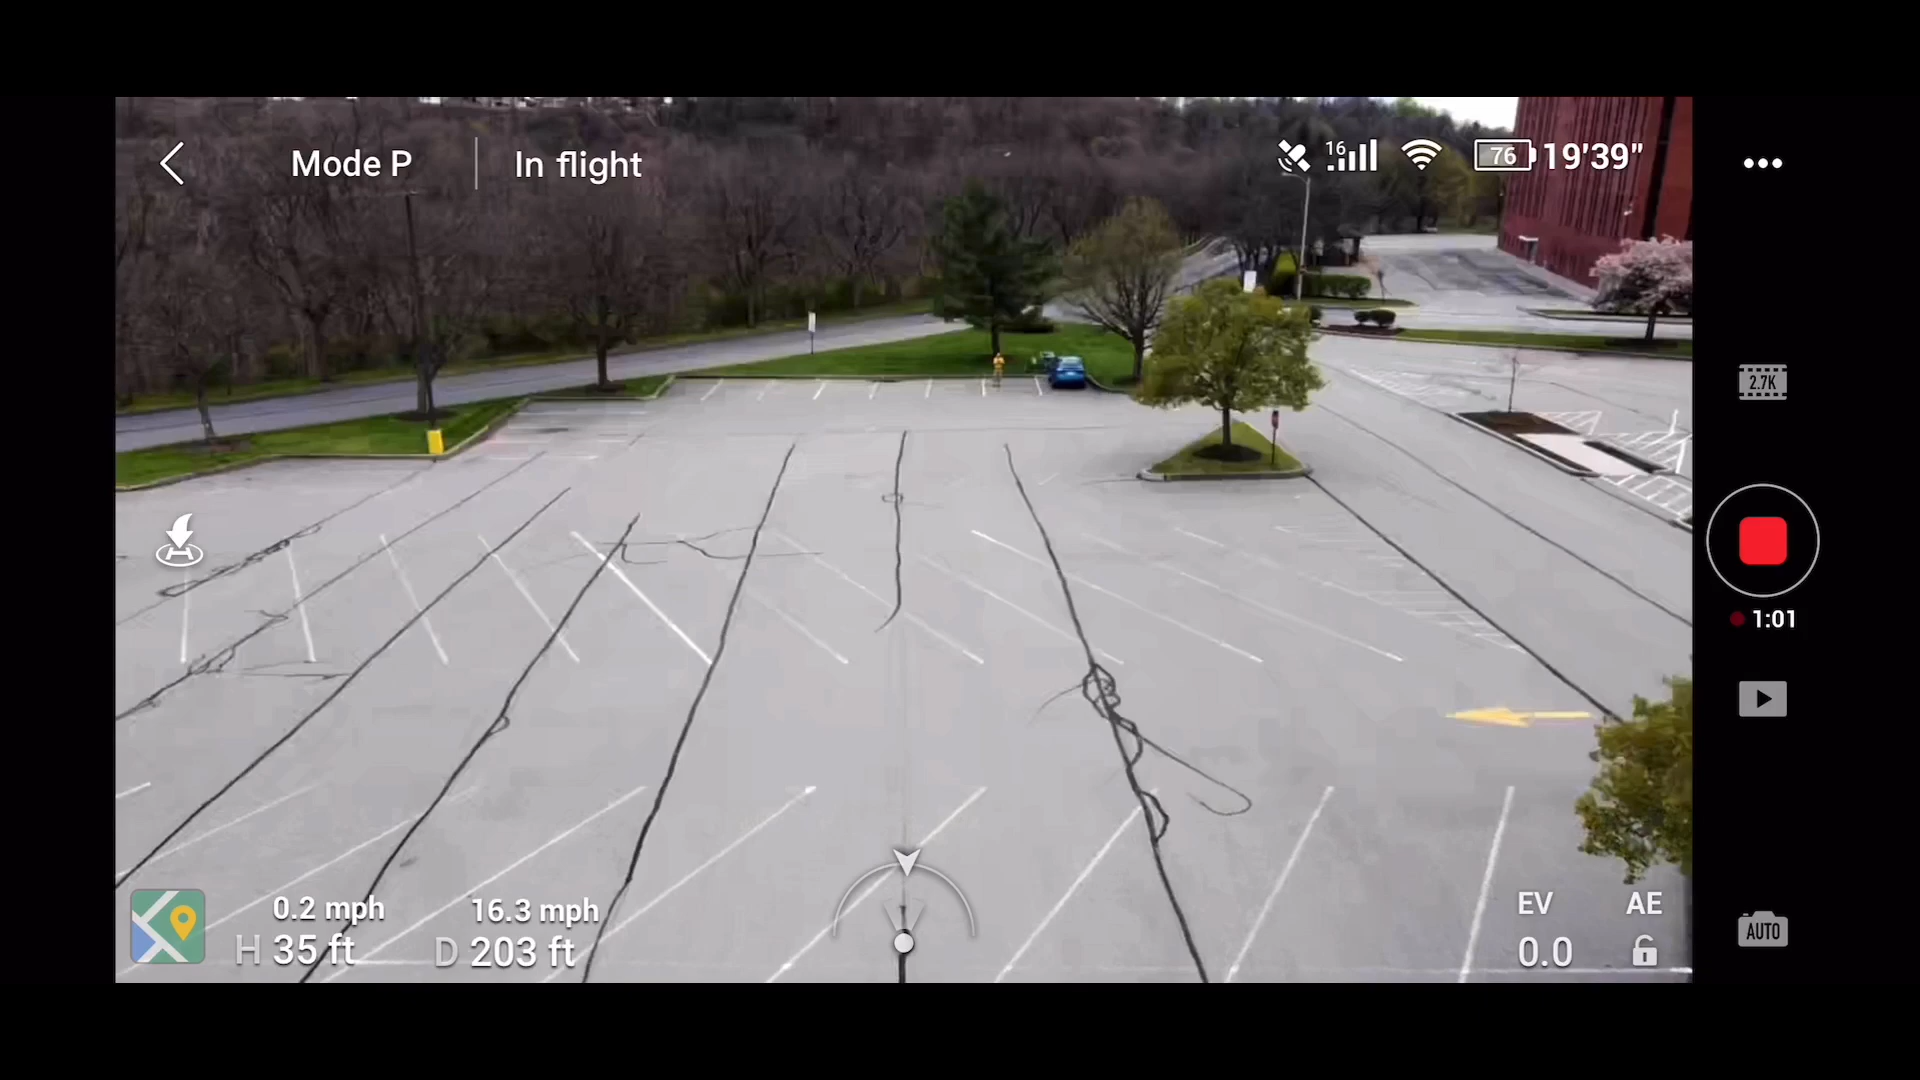 Mode P
In flight
16
76
19'39"
2.7K
1:01
0.2 mph
16.3 mph
EV
AE
H 35 ft
D 203 ft
0.0
AUTO